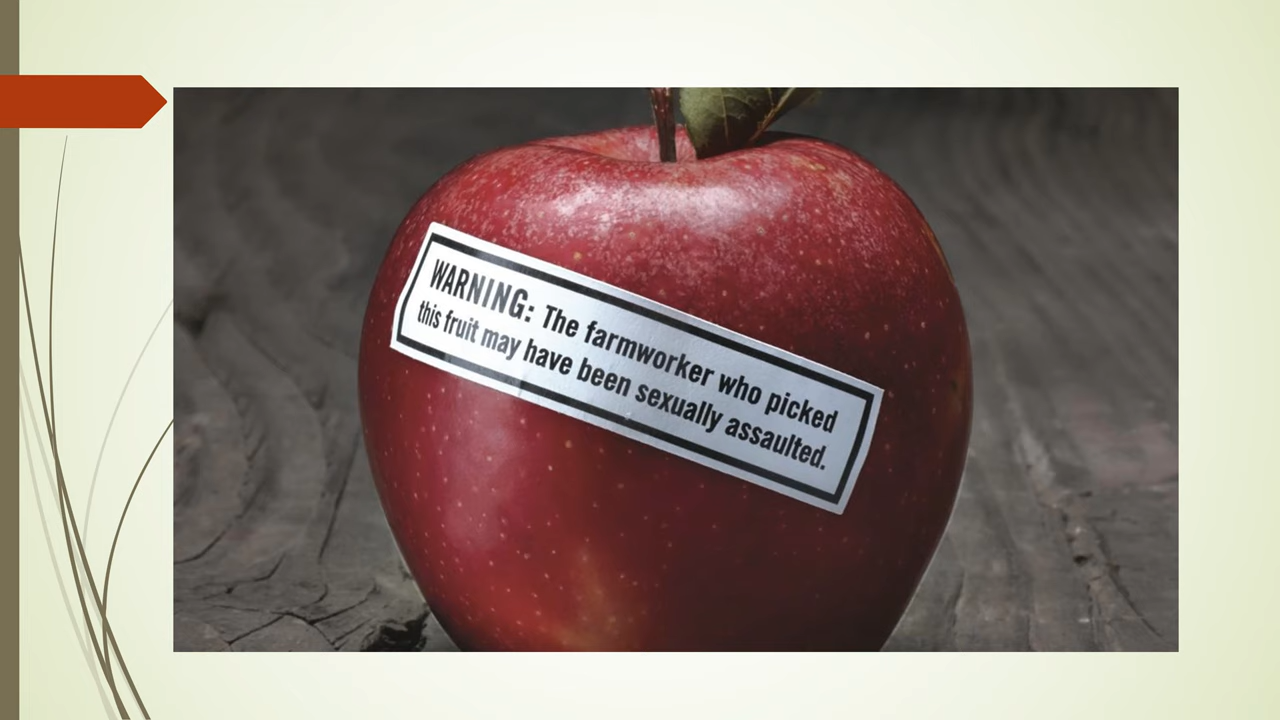 WARNING: The farmworker who picked
this fruit may have been sexually assaulted.